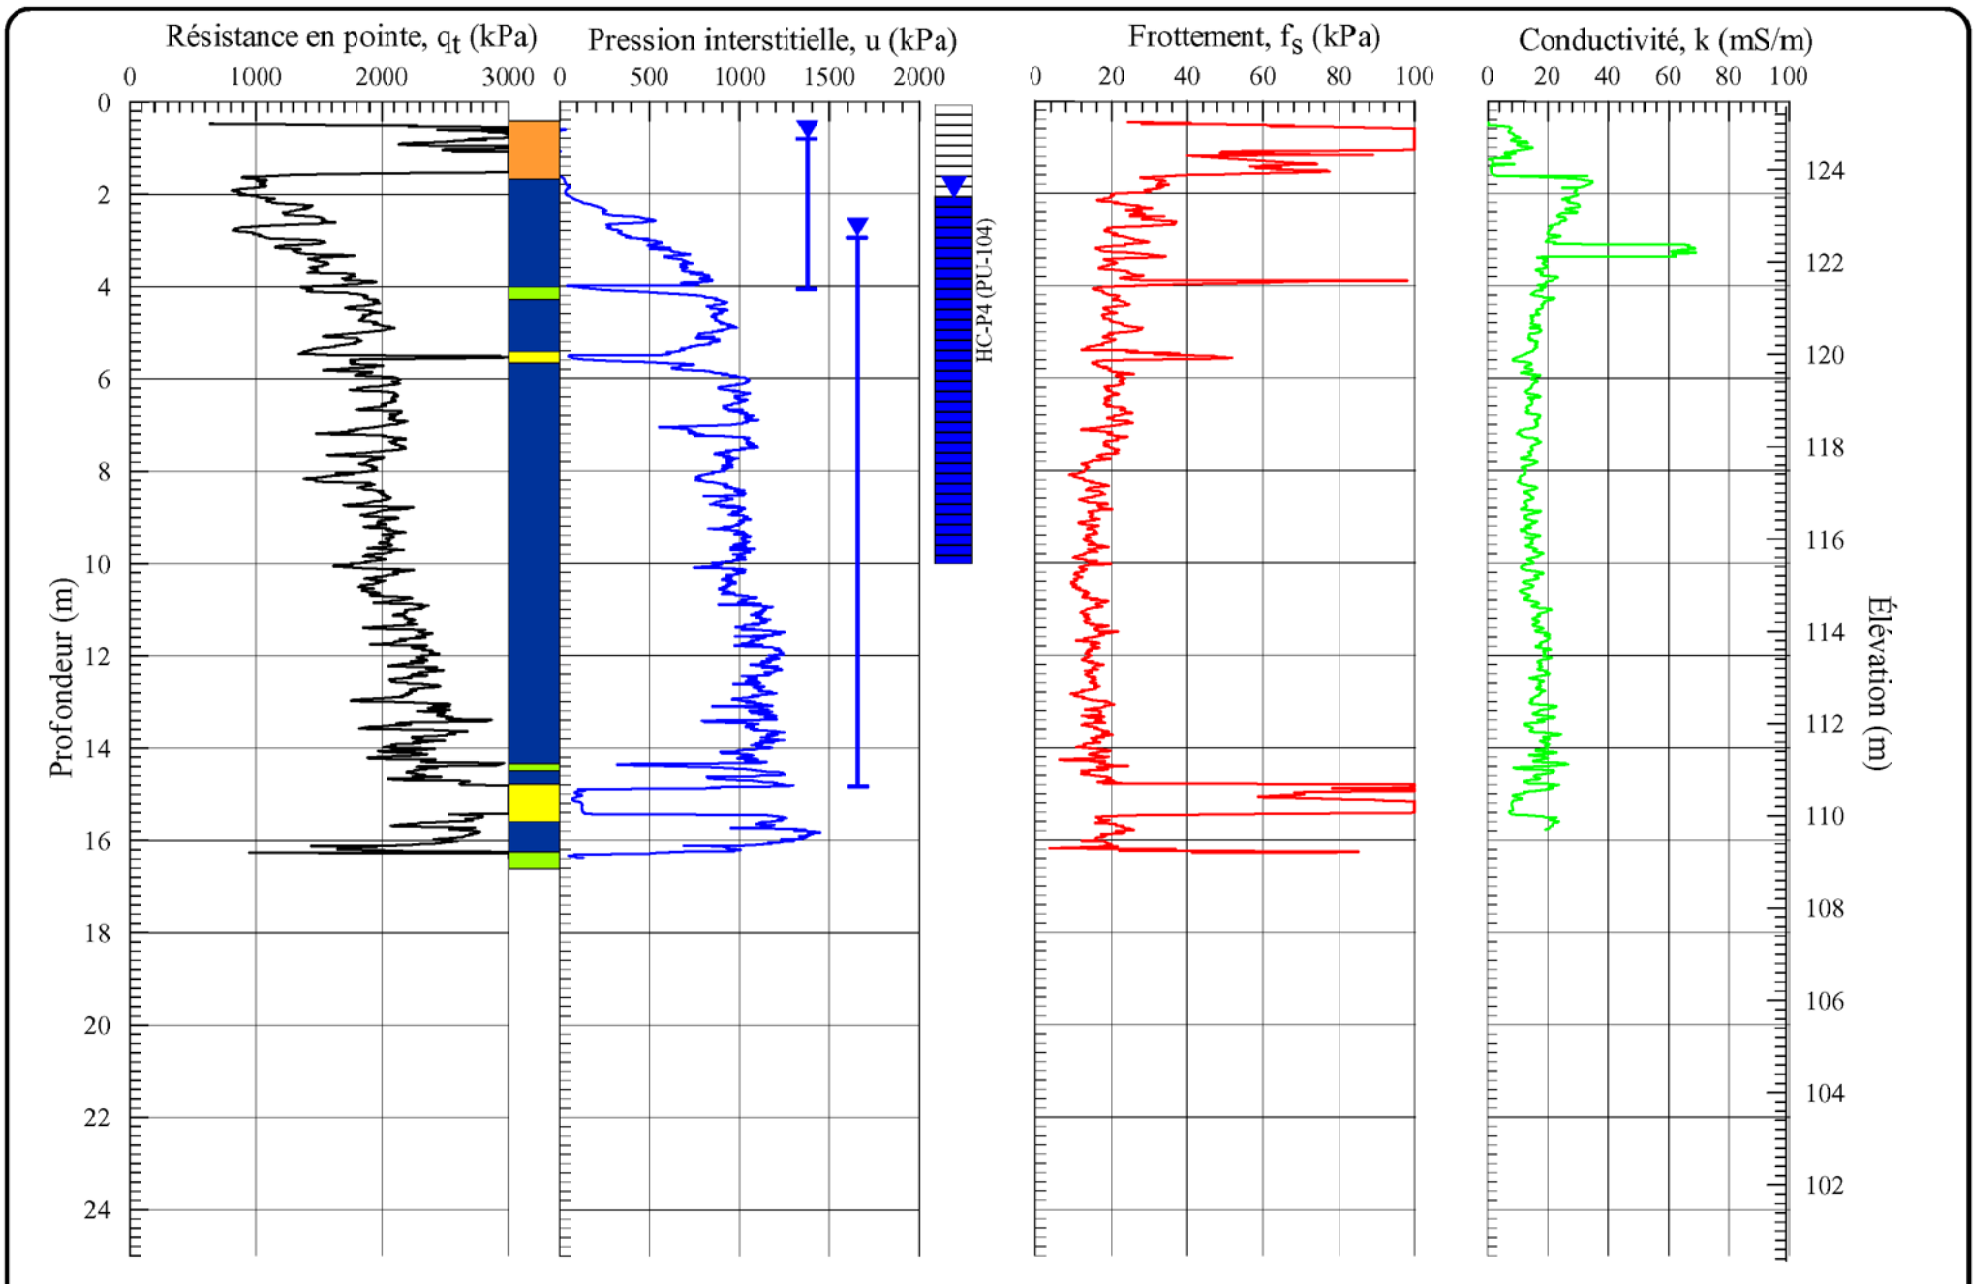 Résistance en pointe, qt (kPa)
Pression interstitielle, u (kPa)
Frottement, fs (kPa)
Conductivité, k (mS/m)
0 1000 2000 3000
0 500 1000 1500 2000
0 20 40 60 80 100
0 20 40 60 80 100
0
2
4
6
8
10
12
14
16
18
20
22
24
Profondeur (m)
HC-P4 (PU-104)
124
122
120
118
116
114
112
110
108
106
104
102
Élévation (m)